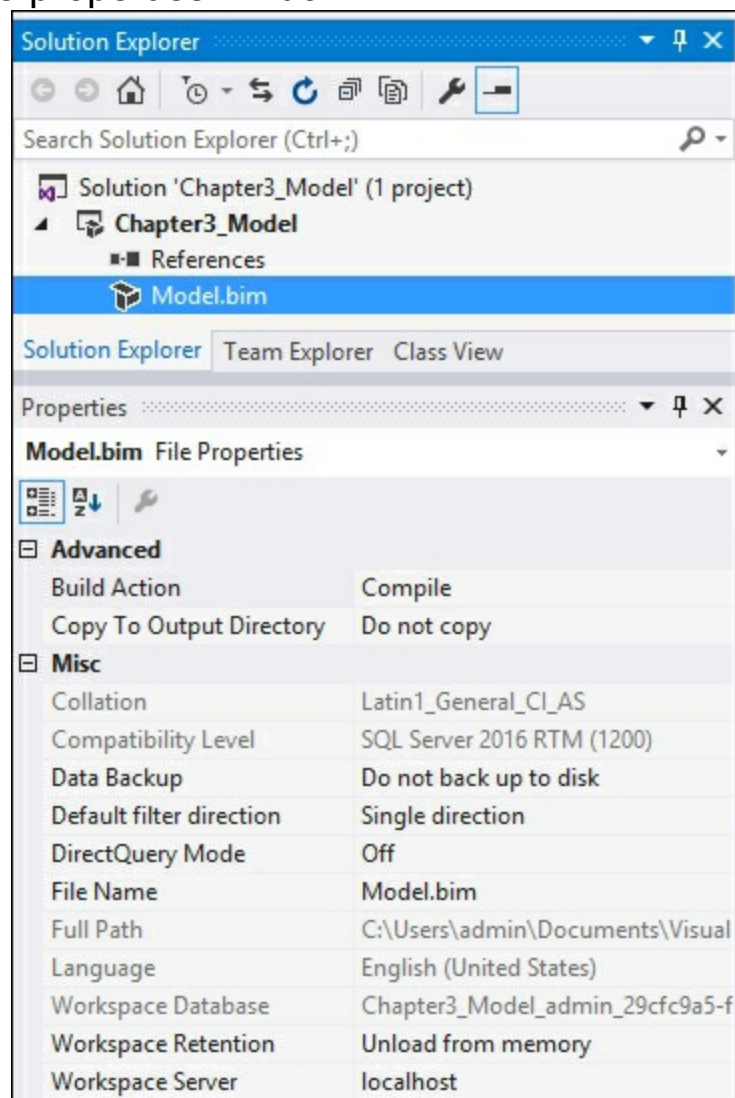 Solution Explorer
Search Solution Explorer (Ctrl+;)
Solution 'Chapter3_Model' (1 project)
Chapter3_Model
References
Model.bim
Solution Explorer Team Explorer Class View
Properties
Model.bim File Properties
Advanced
Build Action Compile
Copy To Output Directory Do not copy
Misc
Collation Latin1_General_CI_AS
Compatibility Level SQL Server 2016 RTM (1200)
Data Backup Do not back up to disk
Default filter direction Single direction
DirectQuery Mode Off
File Name Model.bim
Full Path C:\Users\admin\Documents\Visual
Language English (United States)
Workspace Database Chapter3_Model_admin_29cfc9a5-f
Workspace Retention Unload from memory
Workspace Server localhost